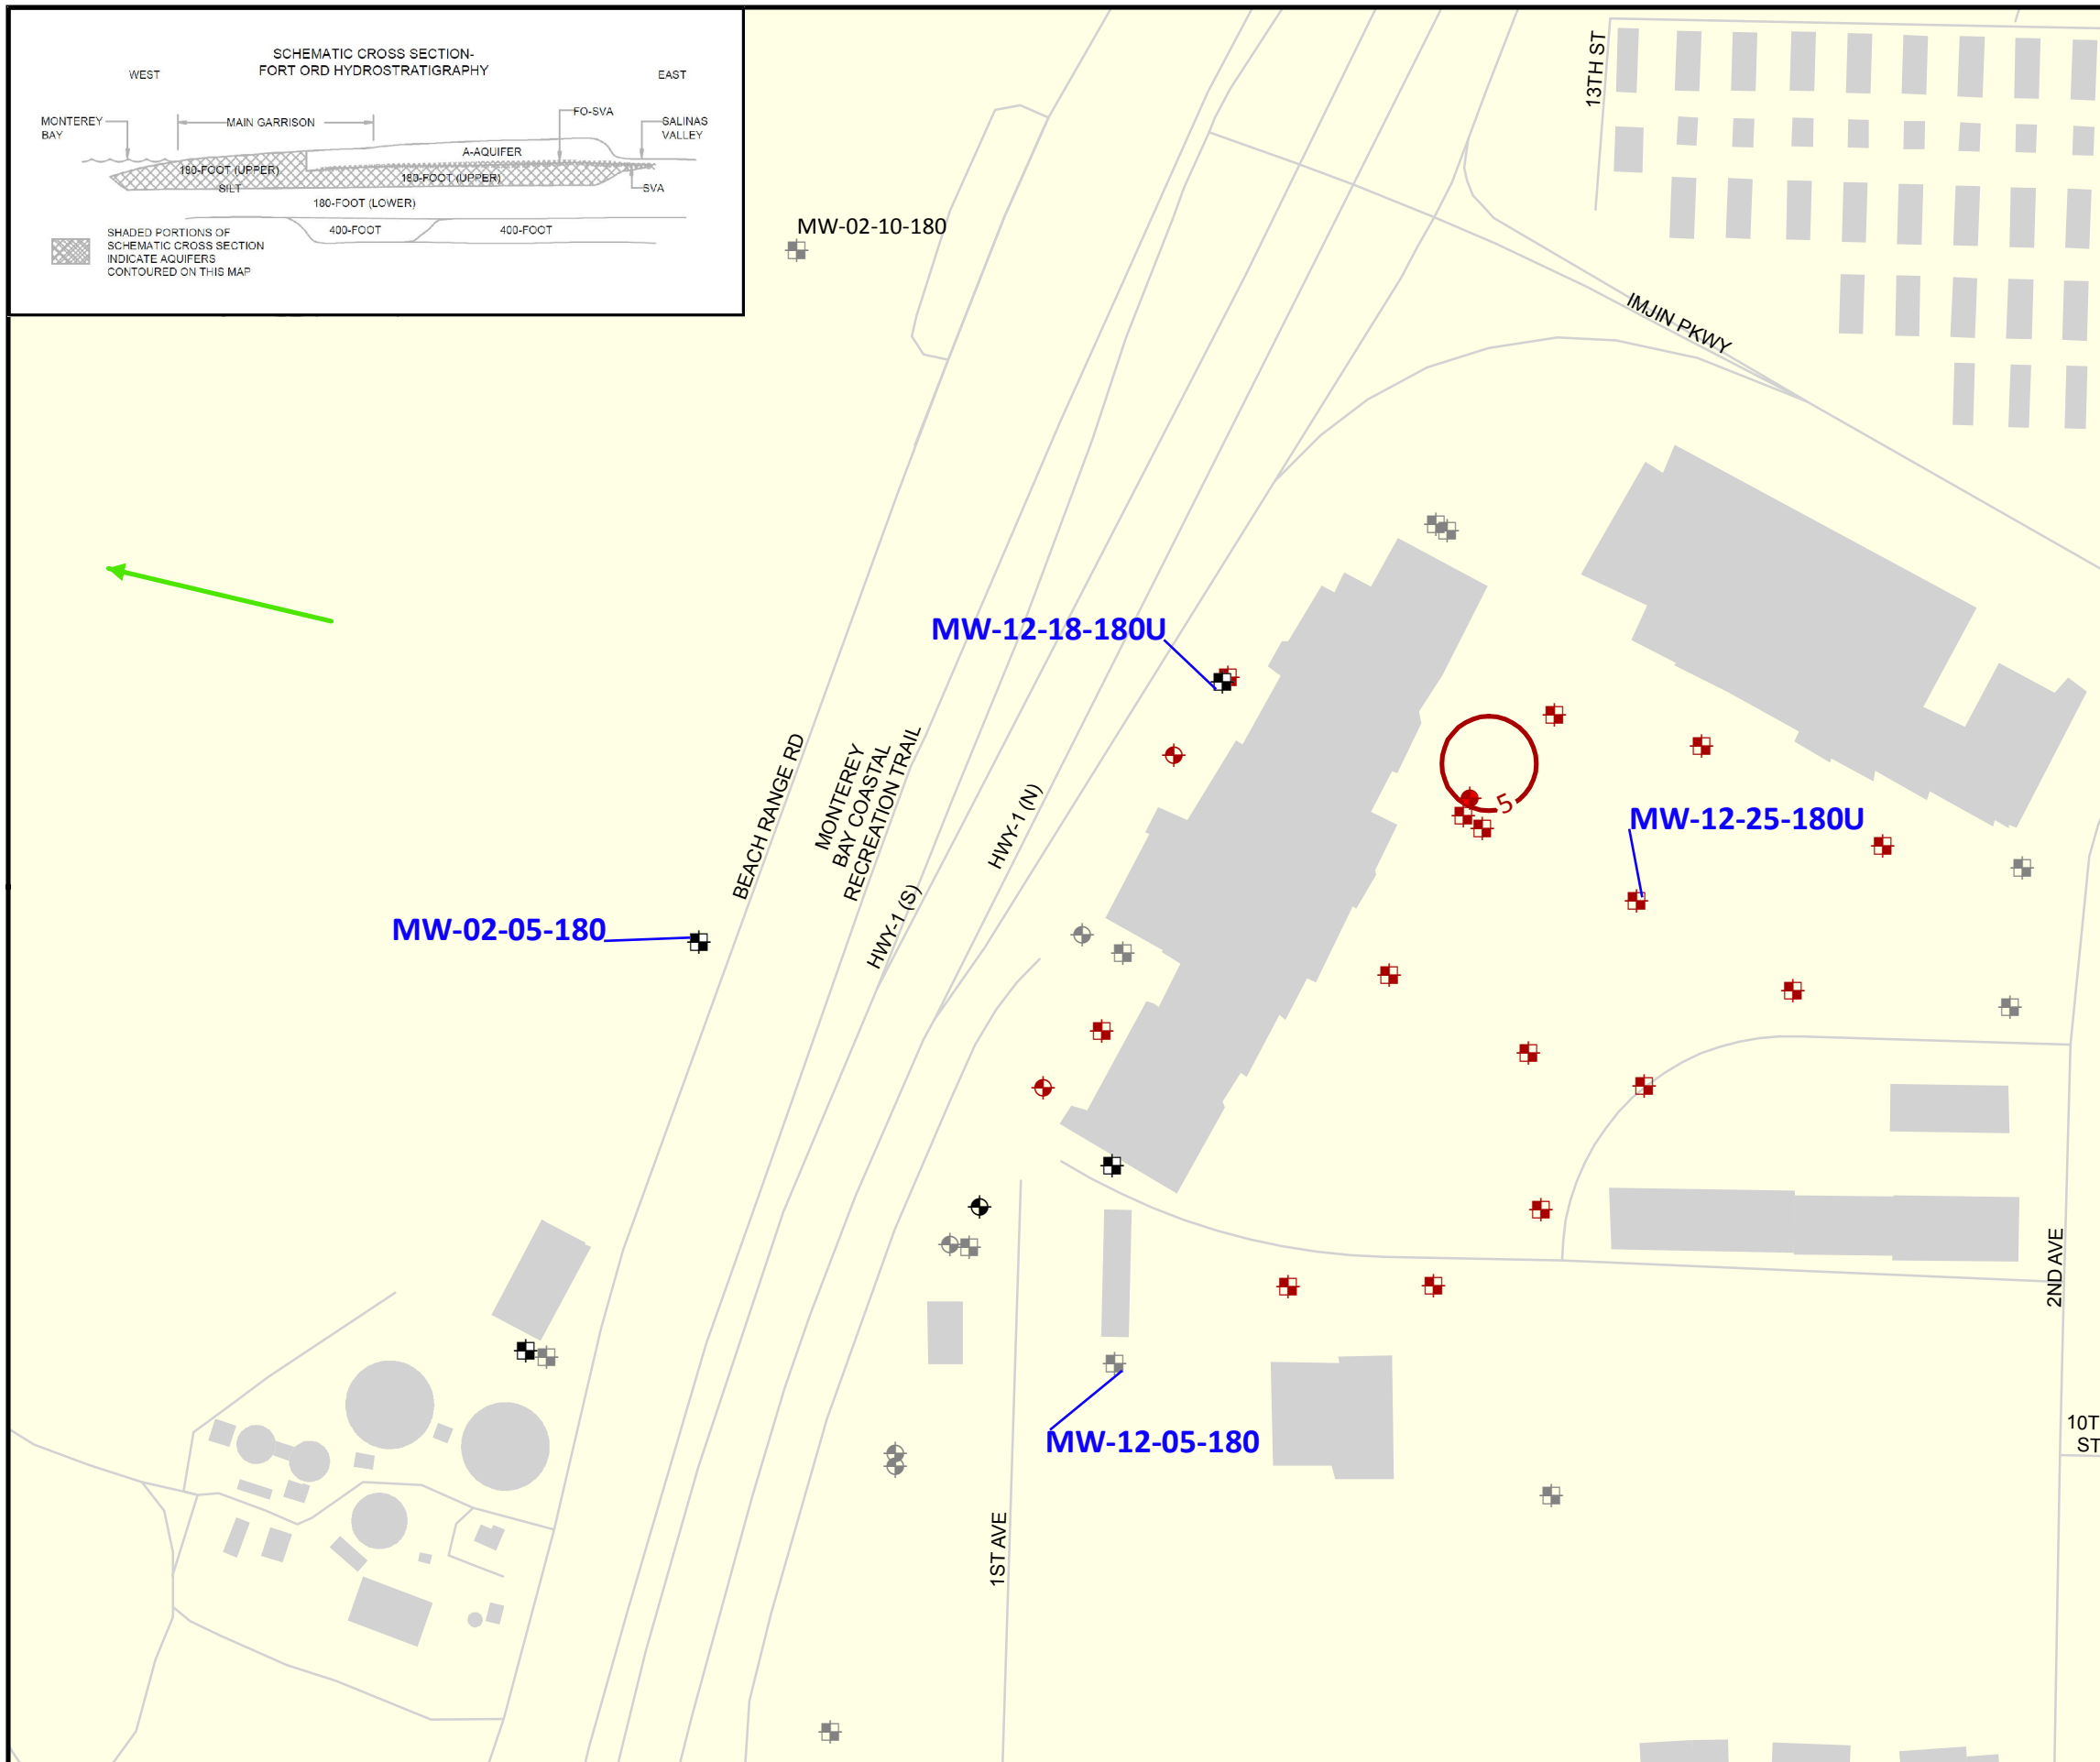 SCHEMATIC CROSS SECTION-
FORT ORD HYDROSTRATIGRAPHY
WEST
EAST
MONTEREY
BAY
MAIN GARRISON
FO-SVA
SALINAS
VALLEY
A-AQUIFER
180-FOOT (UPPER)
180-FOOT (UPPER)
SILT
SVA
180-FOOT (LOWER)
400-FOOT
400-FOOT
SHADED PORTIONS OF
SCHEMATIC CROSS SECTION
INDICATE AQUIFERS
CONTOURED ON THIS MAP
13TH ST
MW-02-10-180
IMJIN PKWY
MW-12-18-180U
BEACH RANGE RD
MONTEREY
BAY COASTAL
RECREATION TRAIL
HWY-1 (N)
HWY-1 (S)
5
MW-12-25-180U
MW-02-05-180
2ND AVE
MW-12-05-180
10T
ST
1ST AVE